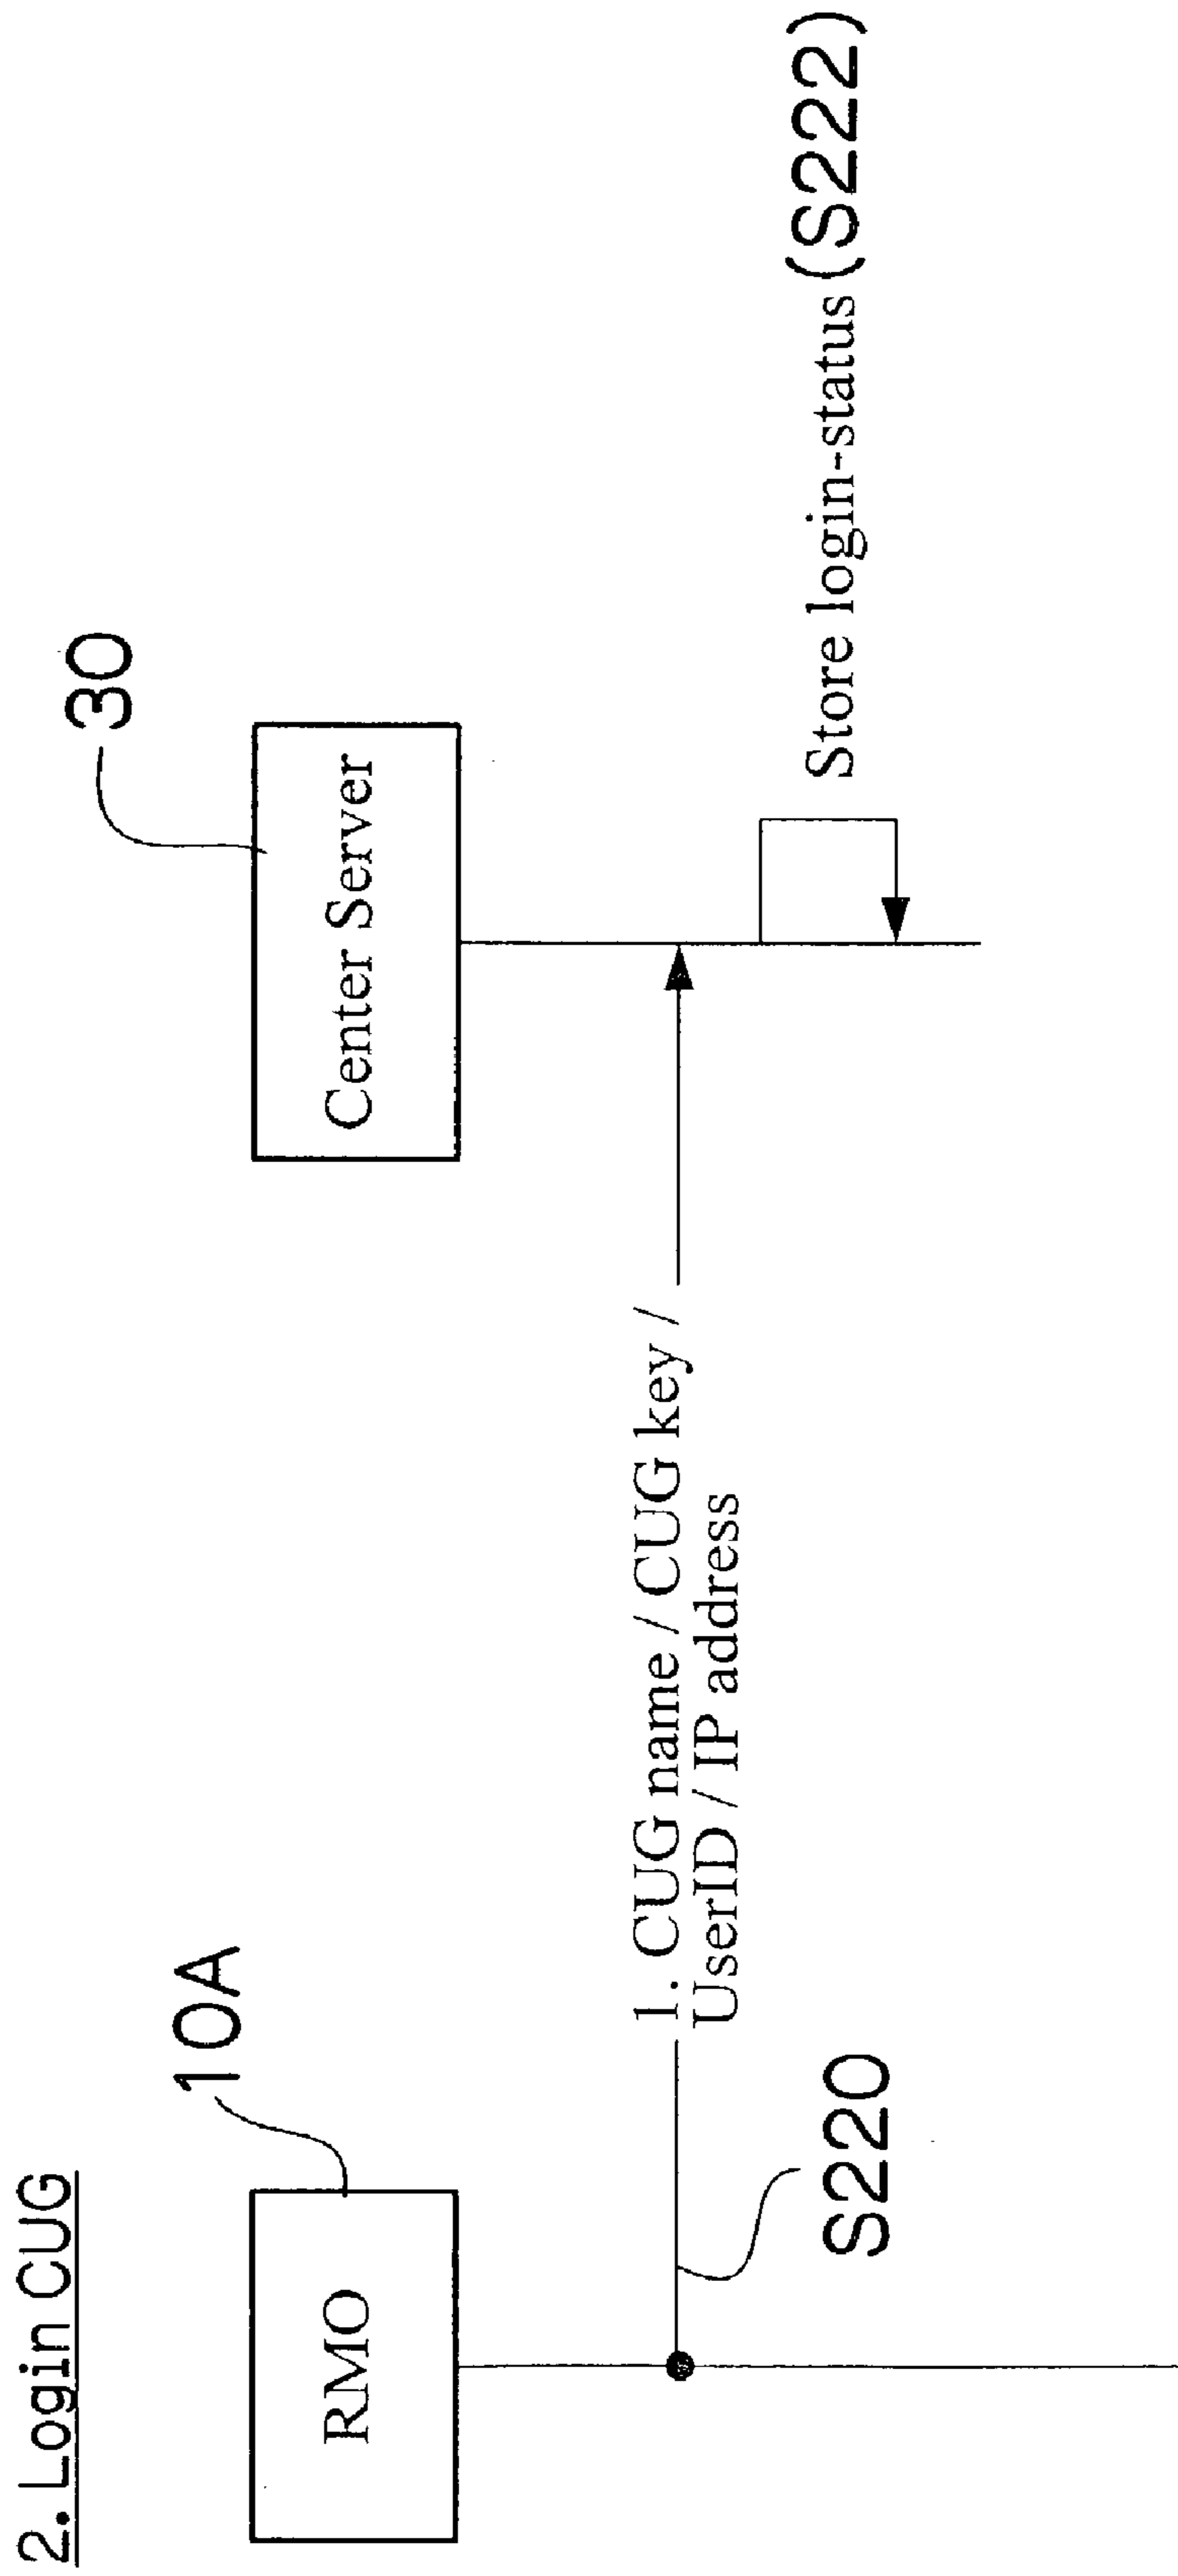 2. Login CUG
10A
30
RMO
Center Server
1. CUG name / CUG key /
UserID / IP address
S220
Store login-status (S222)